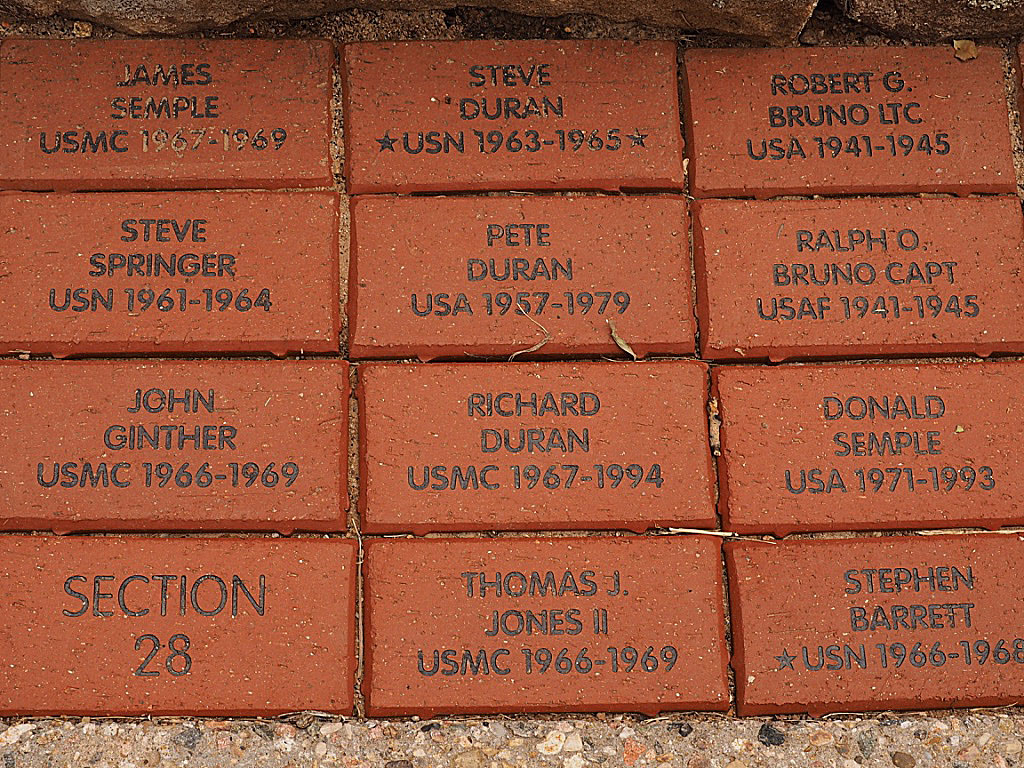 JAMES
SEMPLE
USMC 1967-1969
STEVE
DURAN
★USN 1963-1965★
ROBERT G.
BRUNO LTC
USA 1941-1945
STEVE
SPRINGER
USN 1961-1964
PETE
DURAN
USA 1957-1979
RALPH O.
BRUNO CAPT
USAF 1941-1945
JOHN
GINTHER
USMC 1966-1969
RICHARD
DURAN
USMC 1967-1994
DONALD
SEMPLE
USA 1971-1993
SECTION
28
THOMAS J.
JONES II
USMC 1966-1969
STEPHEN
BARRETT
★USN 1966-1968